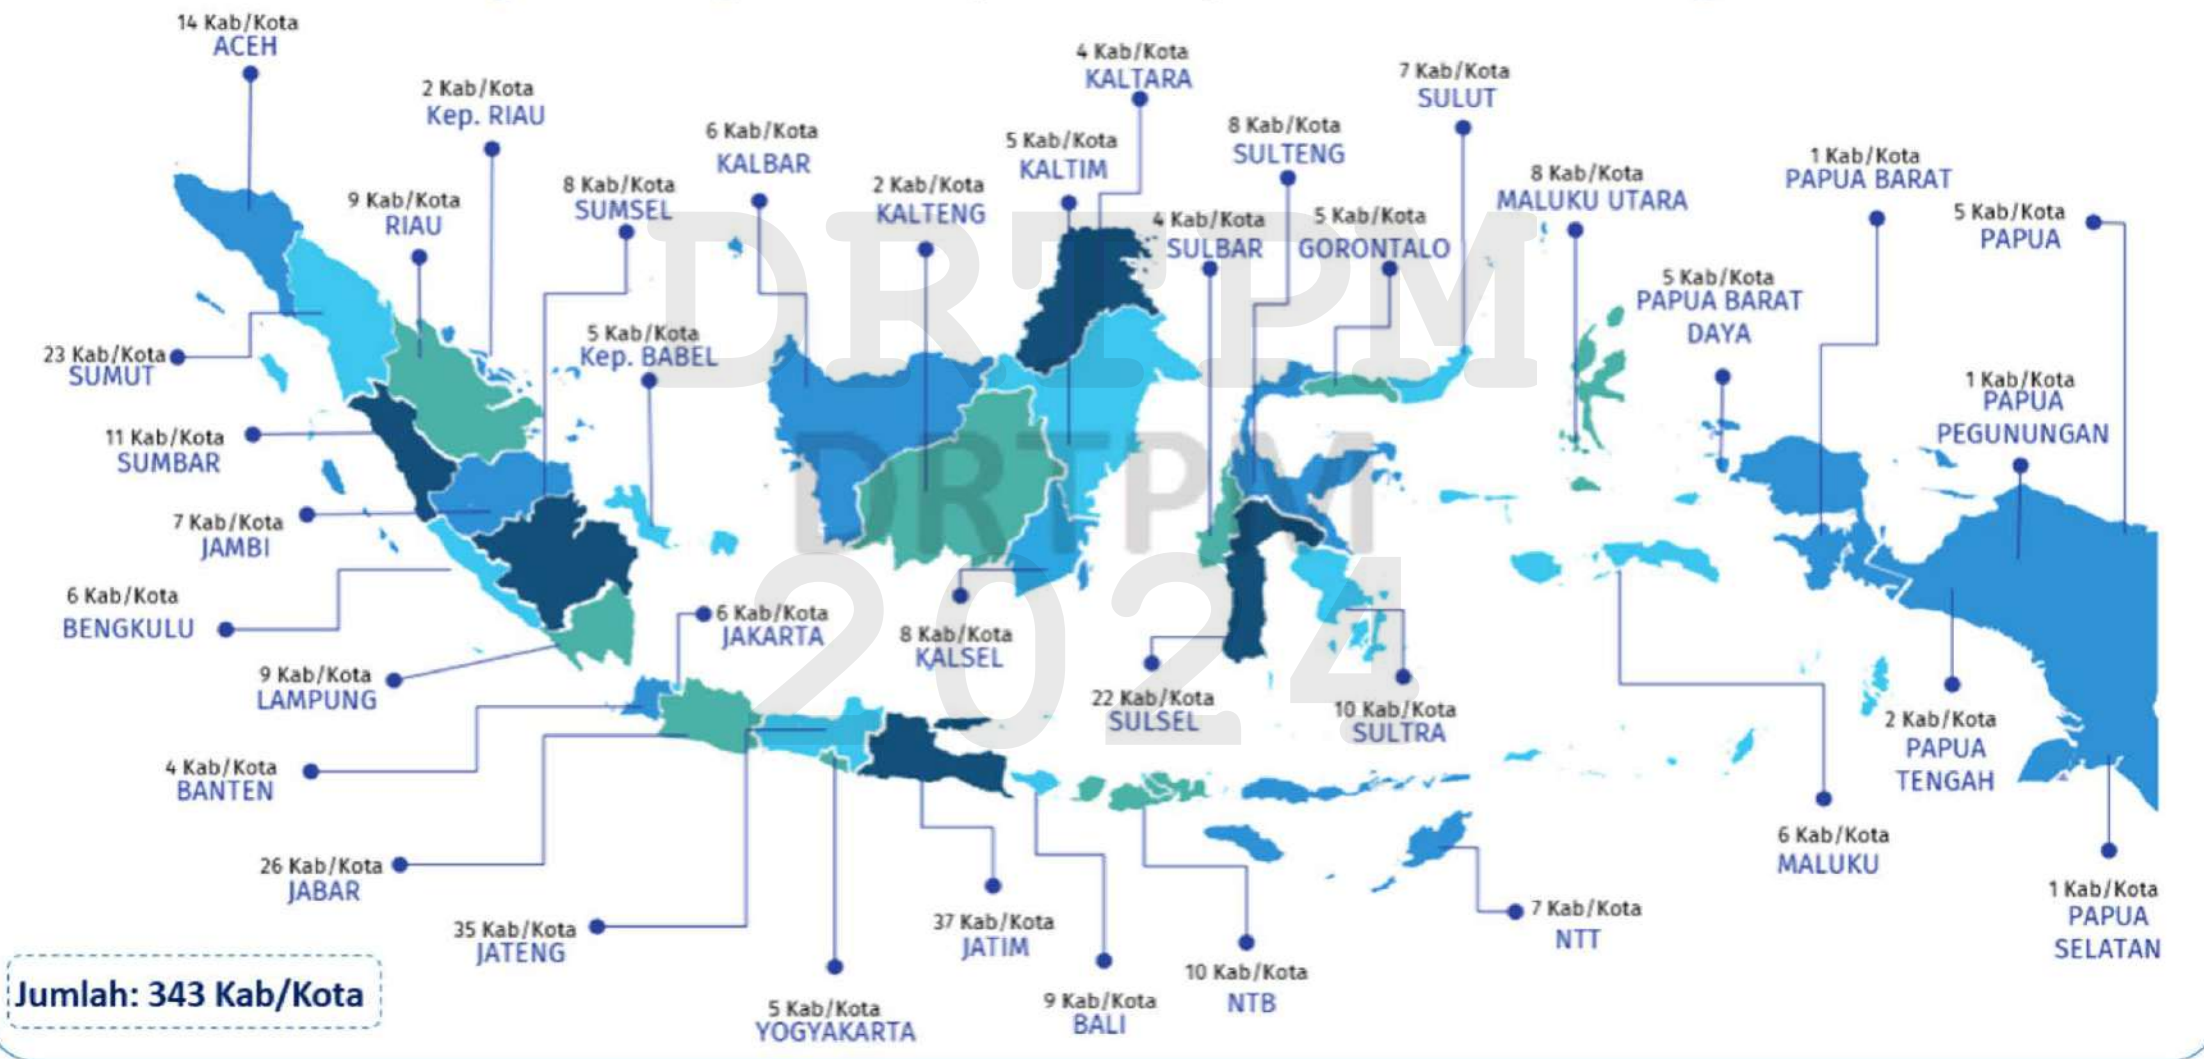 14 Kab/Kota
ACEH
2 Kab/Kota
Kep. RIAU
9 Kab/Kota
RIAU
8 Kab/Kota
SUMSEL
6 Kab/Kota
KALBAR
2 Kab/Kota
KALTENG
4 Kab/Kota
KALTARA
5 Kab/Kota
KALTIM
8 Kab/Kota
SULTENG
7 Kab/Kota
SULUT
4 Kab/Kota
SULBAR
5 Kab/Kota
GORONTALO
8 Kab/Kota
MALUKU UTARA
1 Kab/Kota
PAPUA BARAT
5 Kab/Kota
PAPUA
5 Kab/Kota
PAPUA BARAT
DAYA
1 Kab/Kota
PAPUA
PEGUNUNGAN
5 Kab/Kota
Kep. BABEL
23 Kab/Kota
SUMUT
11 Kab/Kota
SUMBAR
7 Kab/Kota
JAMBI
6 Kab/Kota
BENGKULU
9 Kab/Kota
LAMPUNG
6 Kab/Kota
JAKARTA
8 Kab/Kota
KALSEL
22 Kab/Kota
SULSEL
10 Kab/Kota
SULTRA
2 Kab/Kota
PAPUA
TENGAH
4 Kab/Kota
BANTEN
26 Kab/Kota
JABAR
35 Kab/Kota
JATENG
5 Kab/Kota
YOGYAKARTA
37 Kab/Kota
JATIM
9 Kab/Kota
BALI
10 Kab/Kota
NTB
7 Kab/Kota
NTT
6 Kab/Kota
MALUKU
1 Kab/Kota
PAPUA
SELATAN
Jumlah: 343 Kab/Kota
DRTPM
DRTPM
2024